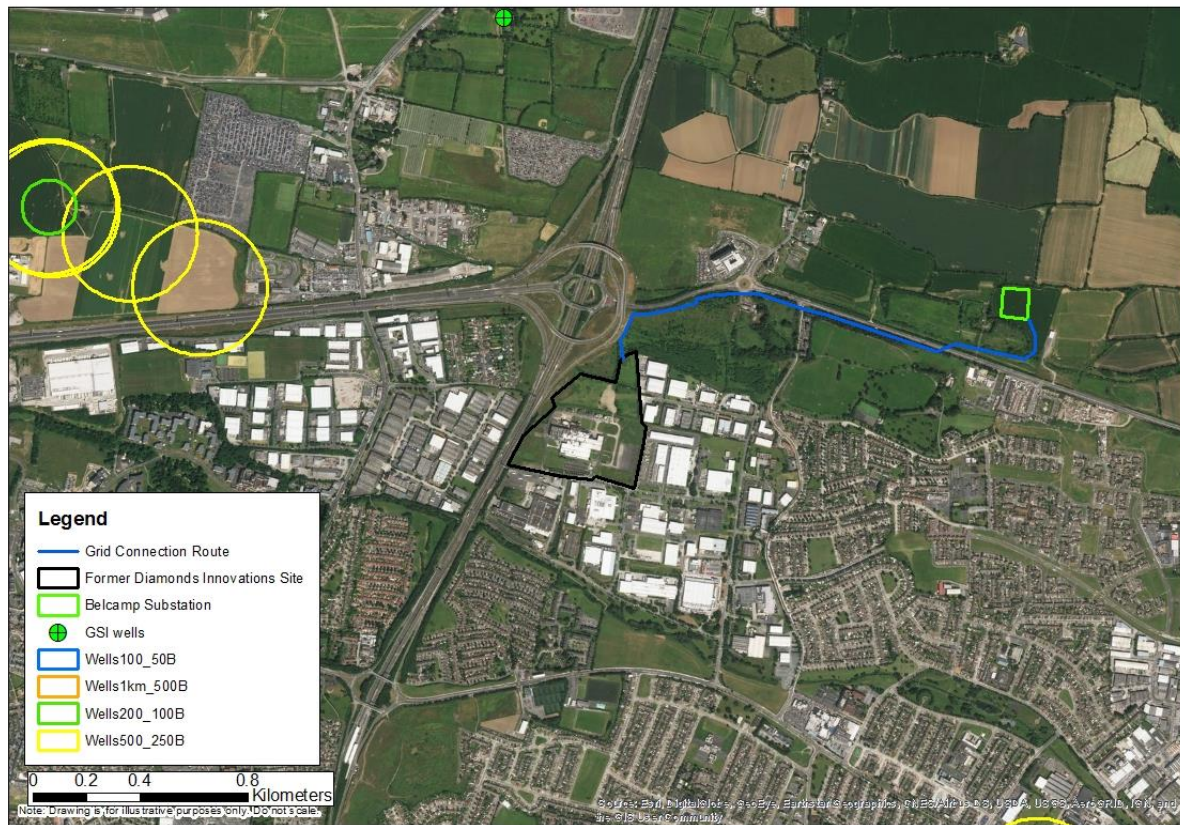 Legend
Grid Connection Route
Former Diamonds Innovations Site
Belcamp Substation
GSI wells
Wells100_50B
Wells1km_500B
Wells200_100B
Wells500_250B
0 0.2 0.4 0.8
Kilometers
Note: Drawing is for illustrative purposes only. Do not scale.
Source: Esri, DigitalGlobe, GeoEye, Earthstar Geographics, CNES/Airbus DS, USDA, USGS, AeroGRID, IGN, and
the GIS User Community